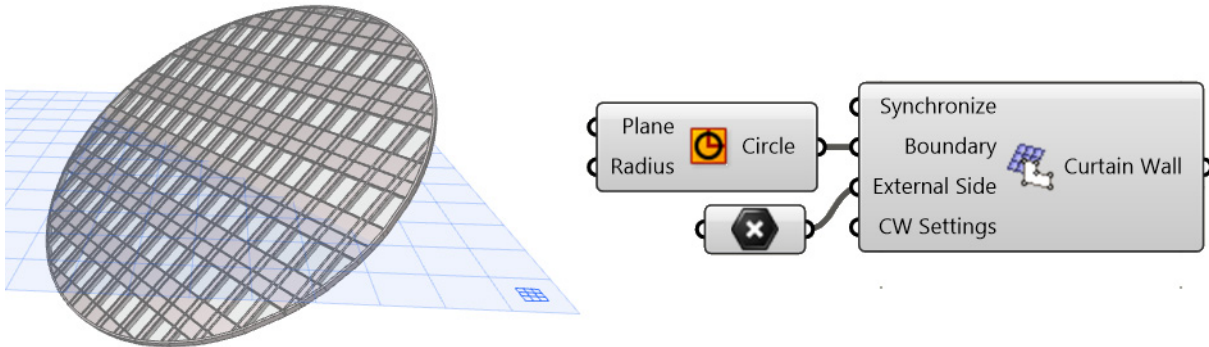 Plane
Radius
Circle
Synchronize
Boundary
External Side
CW Settings
Curtain Wall